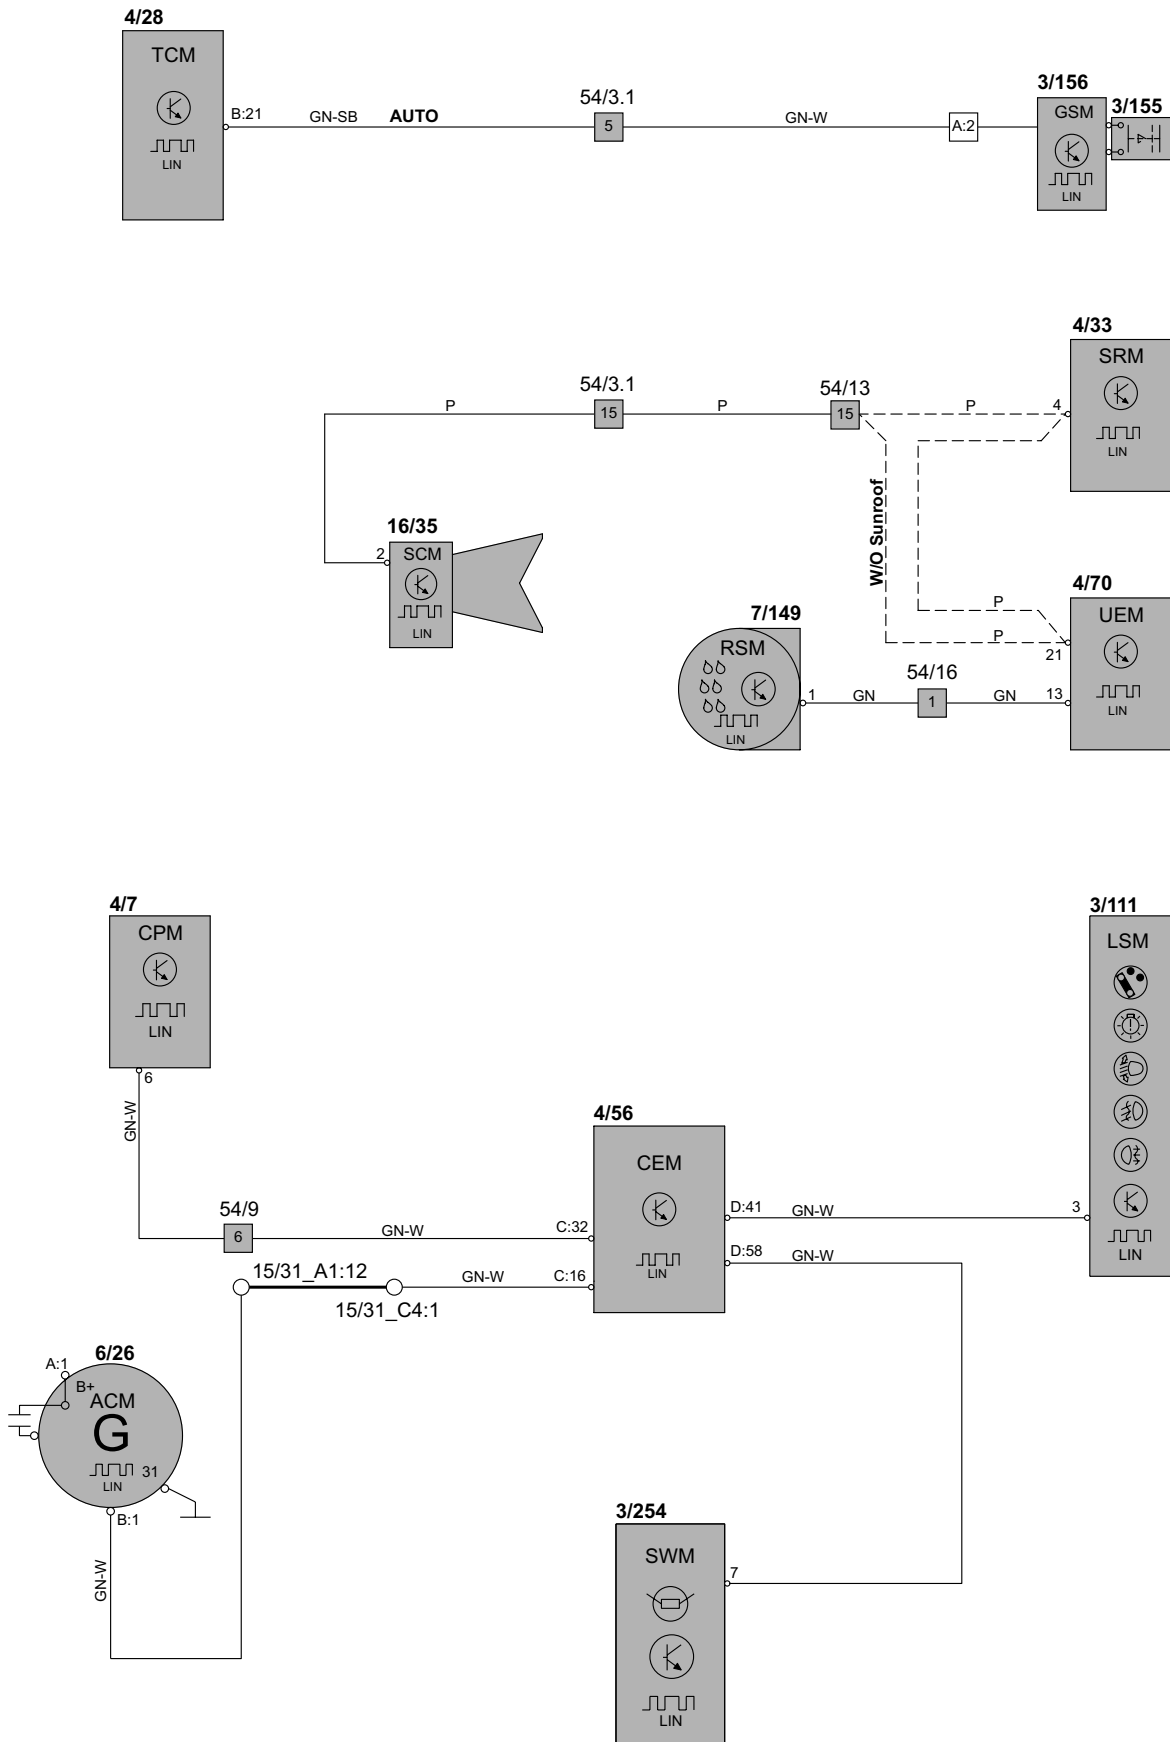 4/28
TCM
LIN
B:21
GN-SB
AUTO
54/3.1
5
GN-W
A:2
3/156
GSM
LIN
3/155
4/33
SRM
LIN
4
54/3.1
15
54/13
15
P
P
P
W/O Sunroof
16/35
SCM
LIN
2
4/70
UEM
LIN
P
P
21
13
7/149
RSM
LIN
1
GN
54/16
1
GN
4/7
CPM
LIN
6
GN-W
54/9
6
GN-W
C:32
15/31_A1:12
15/31_C4:1
GN-W
C:16
4/56
CEM
LIN
D:41
GN-W
D:58
GN-W
3/111
LSM
LIN
3
6/26
A:1
B+
ACM
G
LIN
31
B:1
GN-W
3/254
SWM
LIN
7